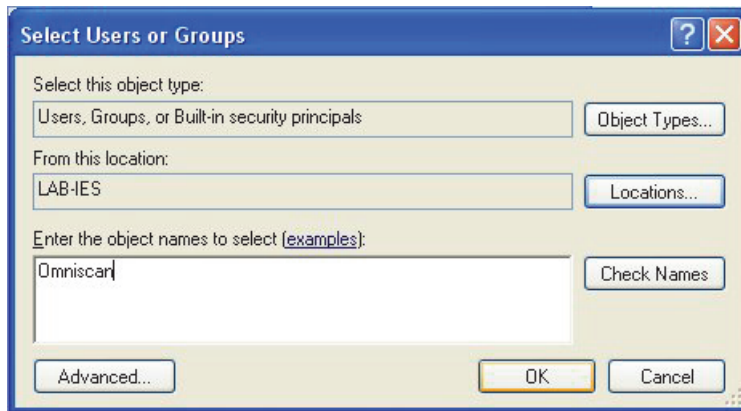 Select Users or Groups
Select this object type:
Users, Groups, or Built-in security principals
Object Types...
From this location:
LAB-IES
Locations...
Enter the object names to select (examples):
Omniscan
Check Names
Advanced...
OK
Cancel